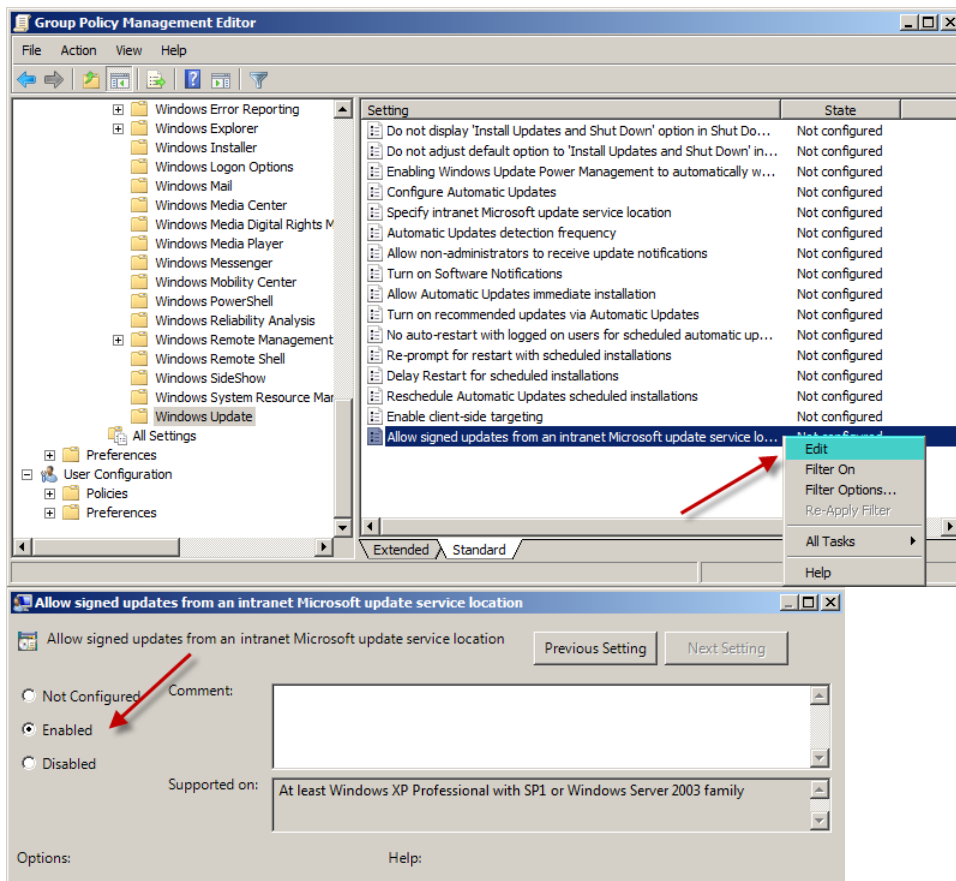 Group Policy Management Editor
File Action View Help
Windows Error Reporting
Windows Explorer
Windows Installer
Windows Logon Options
Windows Mail
Windows Media Center
Windows Media Digital Rights M
Windows Media Player
Windows Messenger
Windows Mobility Center
Windows PowerShell
Windows Reliability Analysis
Windows Remote Management
Windows Remote Shell
Windows SideShow
Windows System Resource Mar
Windows Update
All Settings
Preferences
User Configuration
Policies
Preferences
Setting State
Do not display 'Install Updates and Shut Down' option in Shut Do... Not configured
Do not adjust default option to 'Install Updates and Shut Down' in... Not configured
Enabling Windows Update Power Management to automatically w... Not configured
Configure Automatic Updates Not configured
Specify intranet Microsoft update service location Not configured
Automatic Updates detection frequency Not configured
Allow non-administrators to receive update notifications Not configured
Turn on Software Notifications Not configured
Allow Automatic Updates immediate installation Not configured
Turn on recommended updates via Automatic Updates Not configured
No auto-restart with logged on users for scheduled automatic up... Not configured
Re-prompt for restart with scheduled installations Not configured
Delay Restart for scheduled installations Not configured
Reschedule Automatic Updates scheduled installations Not configured
Enable client-side targeting Not configured
Allow signed updates from an intranet Microsoft update service lo... Not configured
Edit
Filter On
Filter Options...
Re-Apply Filter
All Tasks
Help
Extended Standard
Allow signed updates from an intranet Microsoft update service location
Allow signed updates from an intranet Microsoft update service location
Previous Setting Next Setting
Not Configured Comment:
Enabled
Disabled
Supported on: At least Windows XP Professional with SP1 or Windows Server 2003 family
Options: Help: